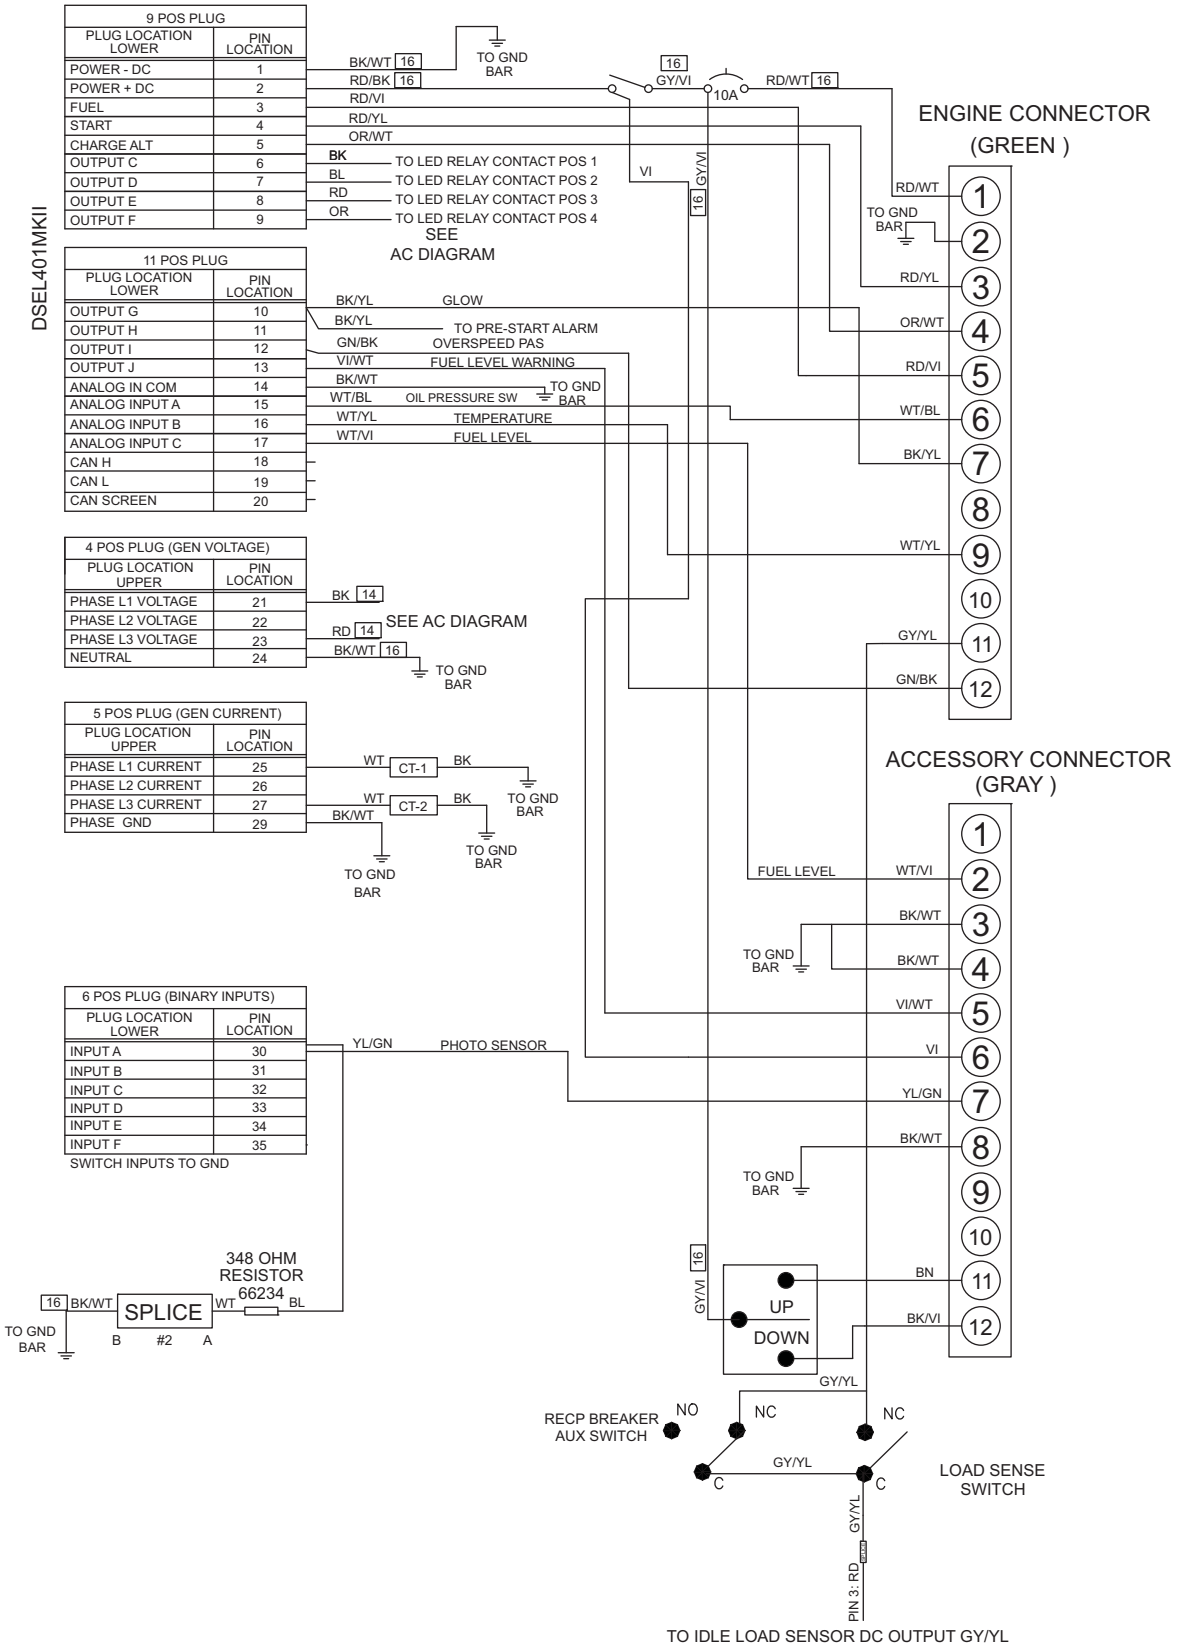 DSEL401MKII
9 POS PLUG
PLUG LOCATION LOWER PIN LOCATION
POWER - DC 1
POWER + DC 2
FUEL 3
START 4
CHARGE ALT 5
OUTPUT C 6
OUTPUT D 7
OUTPUT E 8
OUTPUT F 9
BK/WT 16
RD/BK 16
RD/VI
RD/YL
OR/WT
BK TO LED RELAY CONTACT POS 1
BL TO LED RELAY CONTACT POS 2
RD TO LED RELAY CONTACT POS 3
OR TO LED RELAY CONTACT POS 4
SEE
AC DIAGRAM
TO GND
BAR
16
GY/VI
10A
RD/WT 16
VI
16 GY/VI
11 POS PLUG
PLUG LOCATION LOWER PIN LOCATION
OUTPUT G 10
OUTPUT H 11
OUTPUT I 12
OUTPUT J 13
ANALOG IN COM 14
ANALOG INPUT A 15
ANALOG INPUT B 16
ANALOG INPUT C 17
CAN H 18
CAN L 19
CAN SCREEN 20
BK/YL GLOW
BK/YL TO PRE-START ALARM
GN/BK OVERSPEED PAS
VI/WT FUEL LEVEL WARNING
BK/WT TO GND
BAR
WT/BL OIL PRESSURE SW
WT/YL TEMPERATURE
WT/VI FUEL LEVEL
4 POS PLUG (GEN VOLTAGE)
PLUG LOCATION UPPER PIN LOCATION
PHASE L1 VOLTAGE 21
PHASE L2 VOLTAGE 22
PHASE L3 VOLTAGE 23
NEUTRAL 24
BK 14
SEE AC DIAGRAM
RD 14
BK/WT 16
TO GND
BAR
5 POS PLUG (GEN CURRENT)
PLUG LOCATION UPPER PIN LOCATION
PHASE L1 CURRENT 25
PHASE L2 CURRENT 26
PHASE L3 CURRENT 27
PHASE GND 29
WT CT-1 BK
TO GND
BAR
WT CT-2 BK
TO GND
BAR
BK/WT
TO GND
BAR
6 POS PLUG (BINARY INPUTS)
PLUG LOCATION LOWER PIN LOCATION
INPUT A 30
INPUT B 31
INPUT C 32
INPUT D 33
INPUT E 34
INPUT F 35
SWITCH INPUTS TO GND
YL/GN PHOTO SENSOR
348 OHM
RESISTOR
66234
16 BK/WT SPLICE WT BL
B #2 A
TO GND
BAR
ENGINE CONNECTOR
(GREEN )
RD/WT 1
TO GND
BAR
2
RD/YL 3
OR/WT 4
RD/VI 5
WT/BL 6
BK/YL 7
8
WT/YL 9
10
GY/YL 11
GN/BK 12
ACCESSORY CONNECTOR
(GRAY )
1
FUEL LEVEL WT/VI 2
BK/WT 3
TO GND
BAR
BK/WT 4
VI/WT 5
VI 6
YL/GN 7
BK/WT 8
TO GND
BAR
9
10
BN 11
BK/VI 12
GY/VI 16
UP
DOWN
GY/YL
RECP BREAKER
AUX SWITCH
NO
NC
NC
C
GY/YL
C
LOAD SENSE
SWITCH
GY/YL
PIN 3: RD
TO IDLE LOAD SENSOR DC OUTPUT GY/YL